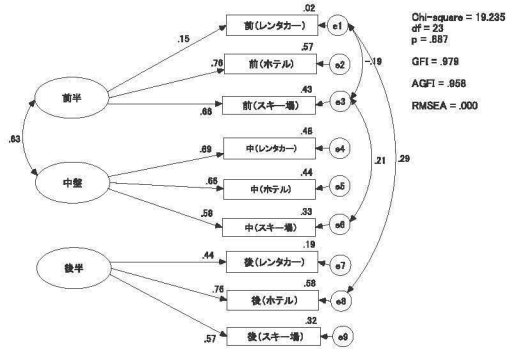 Chi-square = 19.235
df = 23
p = .687
GFI = .979
AGFI = .958
RMSEA = .000
.02
.15
前(レンタカー)
e1
.57
.76
前(ホテル)
e2
-.19
.43
前半
.66
前(スキー場)
e3
.63
.48
.69
中(レンタカー)
e4
.21
.29
.44
中盤
.66
中(ホテル)
e5
.33
.58
中(スキー場)
e6
.19
後半
.44
後(レンタカー)
e7
.58
.76
後(ホテル)
e8
.32
.57
後(スキー場)
e9